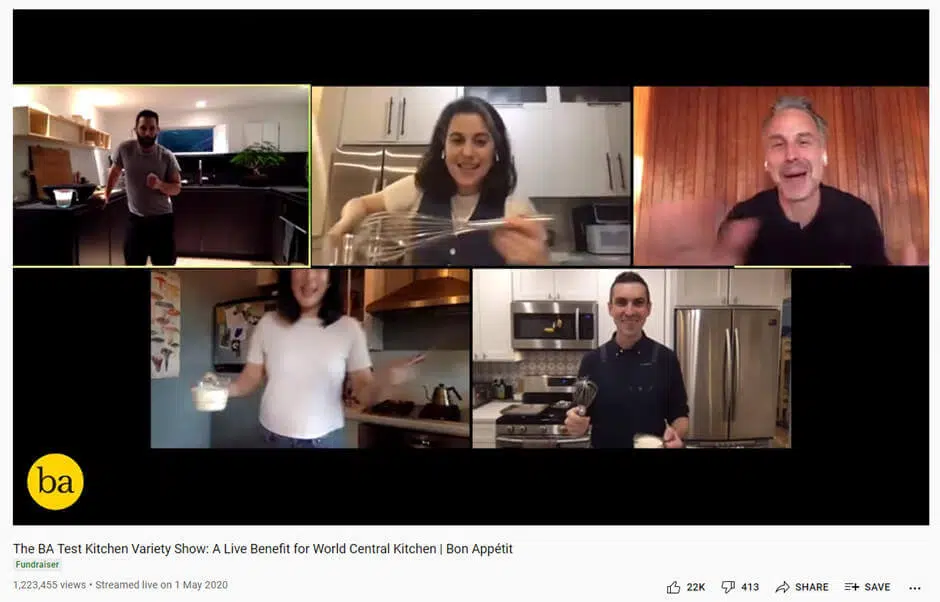 ba
The BA Test Kitchen Variety Show: A Live Benefit for World Central Kitchen | Bon Appétit
Fundraiser
1,223,455 views • Streamed live on 1 May 2020
22K 413 SHARE SAVE ...